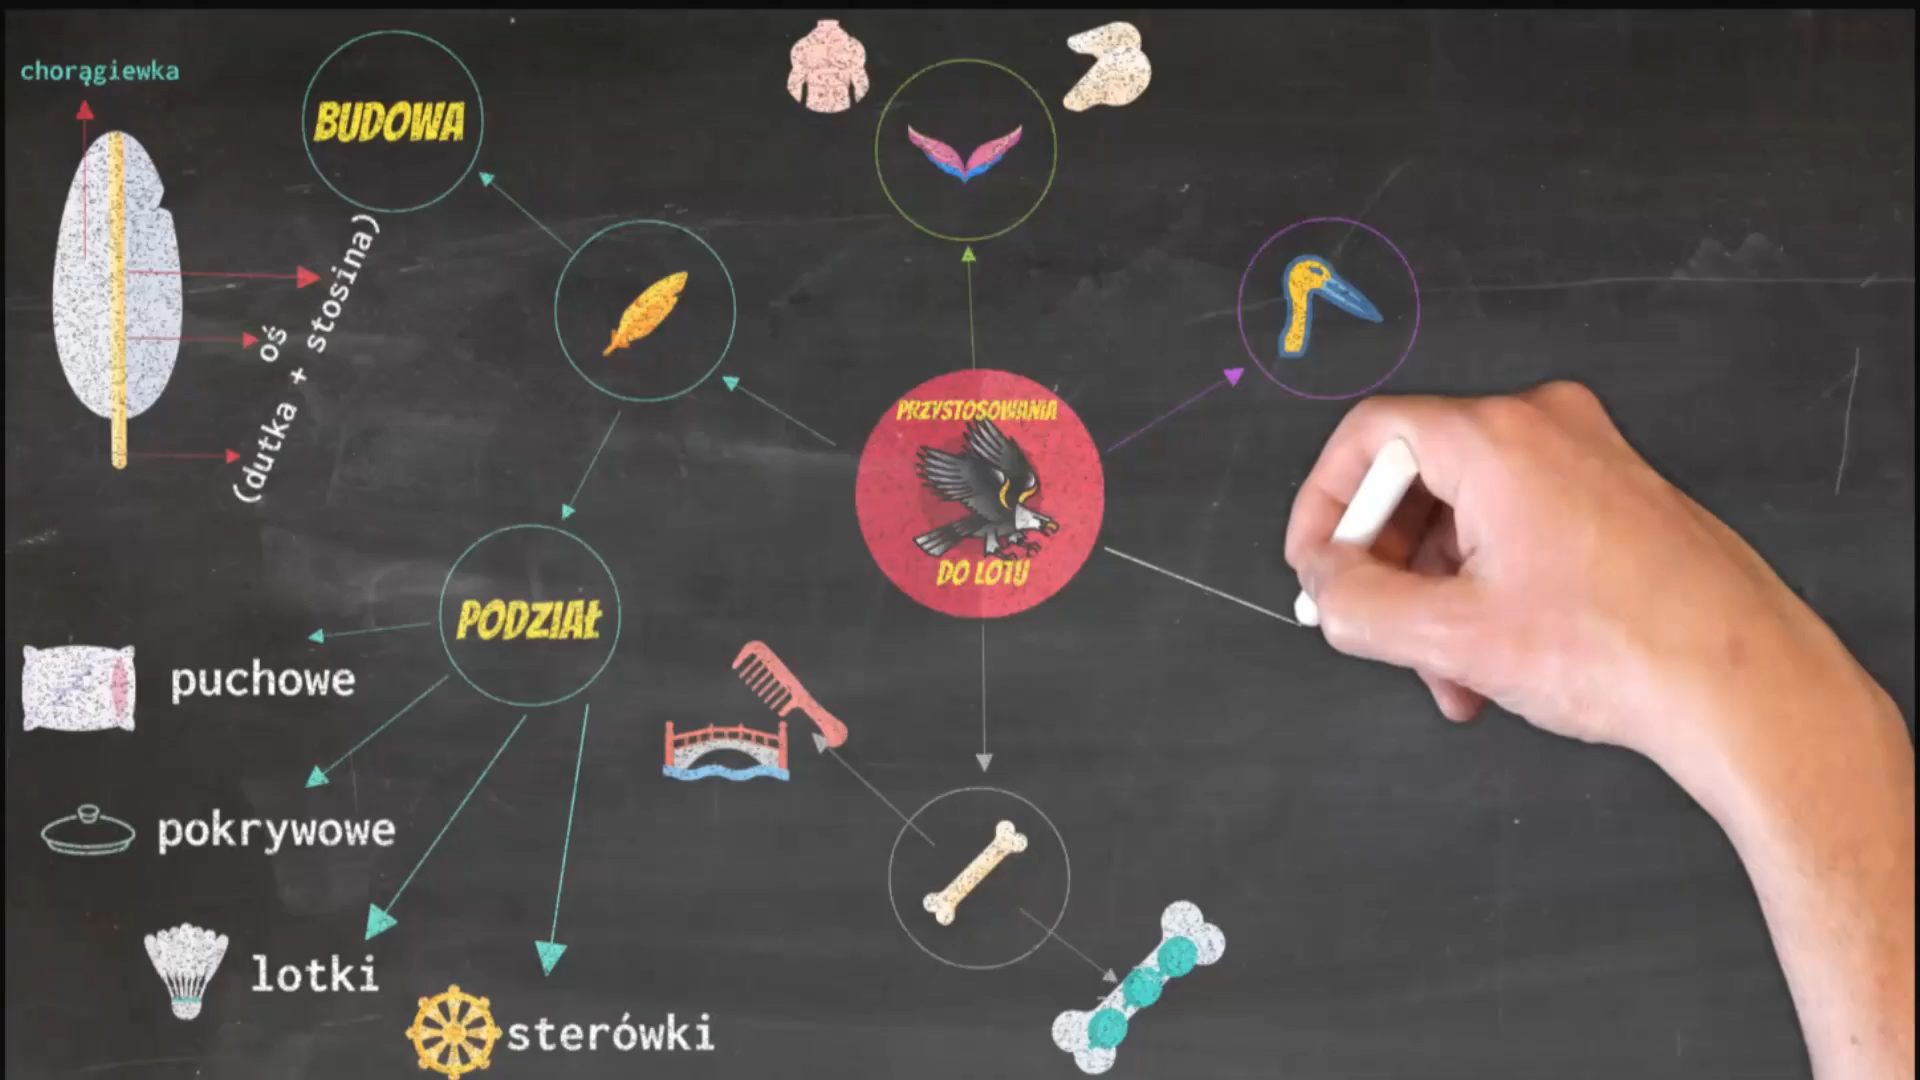 chorągiewka
BUDOWA
oś
(dutka + stosina)
PRZYSTOSOWANIA
DO LOTU
PODZIAŁ
puchowe
pokrywowe
lotki
sterówki